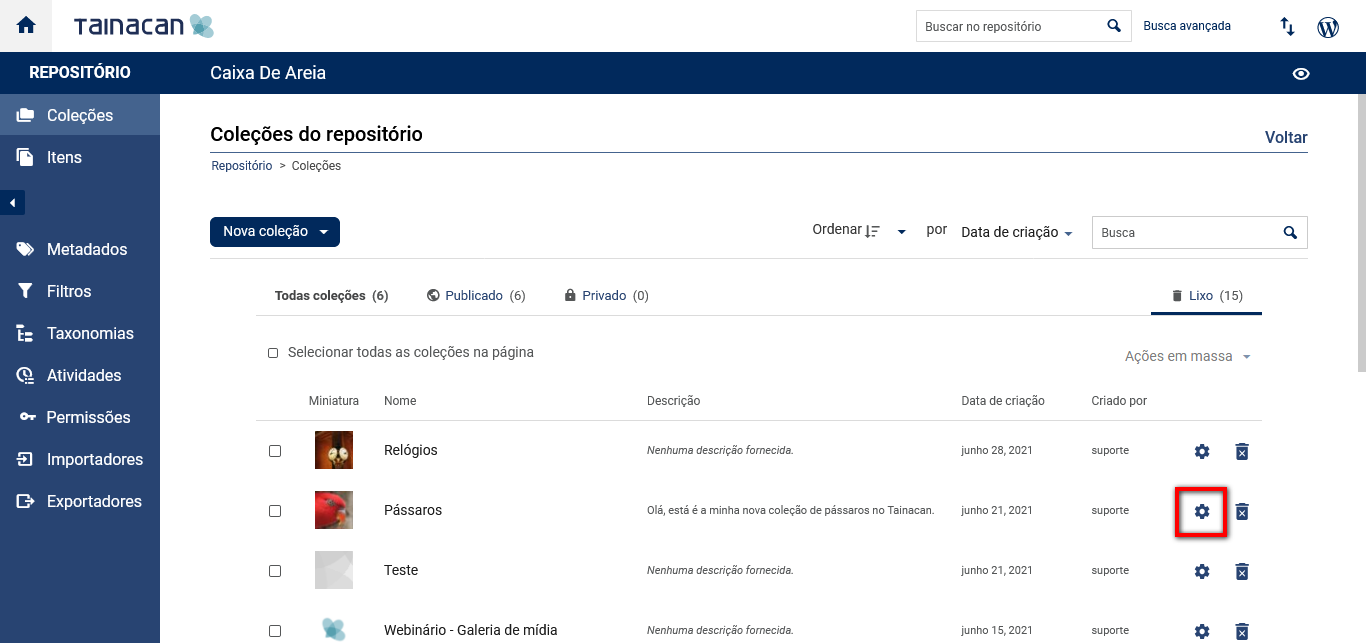 TAINACAN
Buscar no repositório
Busca avançada
REPOSITÓRIO
Caixa De Areia
Coleções
Itens
Metadados
Filtros
Taxonomias
Atividades
Permissões
Importadores
Exportadores
Coleções do repositório
Voltar
Repositório > Coleções
Nova coleção
Ordenar
por
Data de criação
Busca
Todas coleções (6)
Publicado (6)
Privado (0)
Lixo (15)
Selecionar todas as coleções na página
Ações em massa
Miniatura Nome Descrição Data de criação Criado por
Relógios Nenhuma descrição fornecida. junho 28, 2021 suporte
Pássaros Olá, está é a minha nova coleção de pássaros no Tainacan. junho 21, 2021 suporte
Teste Nenhuma descrição fornecida. junho 21, 2021 suporte
Webinário - Galeria de mídia Nenhuma descrição fornecida. junho 15, 2021 suporte